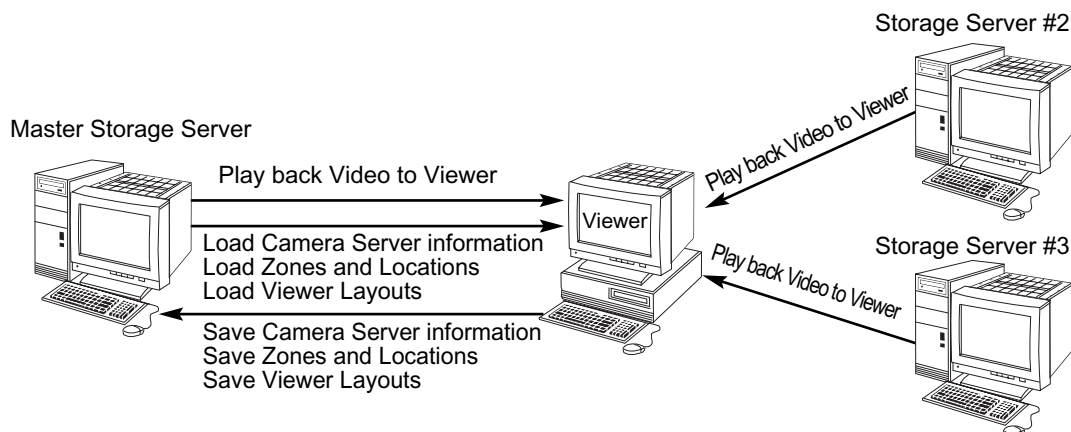 Storage Server #2
Master Storage Server
Play back Video to Viewer
Play back Video to Viewer
Viewer
Load Camera Server information
Load Zones and Locations
Load Viewer Layouts
Storage Server #3
Play back Video to Viewer
Save Camera Server information
Save Zones and Locations
Save Viewer Layouts